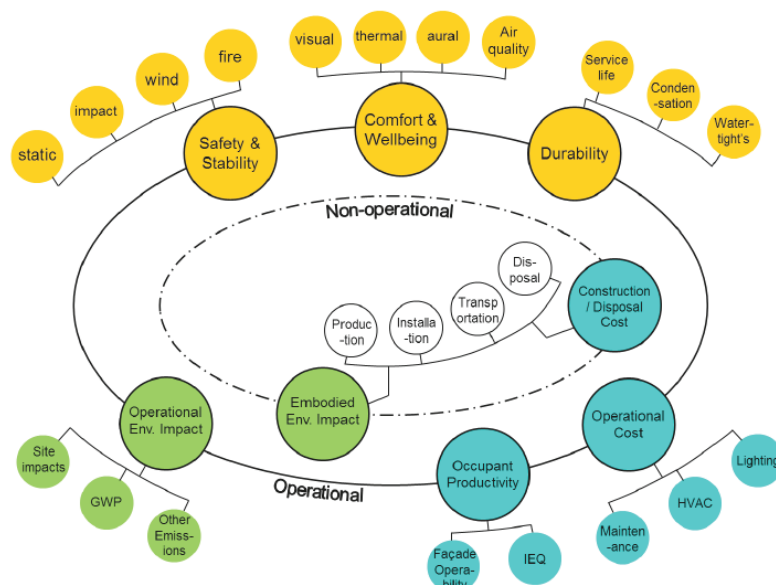 visual
thermal
aural
Air
quality
fire
wind
impact
static
Service
life
Conden
-sation
Water-
tight's
Safety &
Stability
Comfort &
Wellbeing
Durability
Non-operational
Dis-
posal
Transp
ortation
Installa
-tion
Produc
-tion
Construction
/ Disposal
Cost
Embodied
Env. Impact
Operational
Env. Impact
Operational
Cost
Occupant
Productivity
Operational
Site
impacts
GWP
Other
Emiss-
ions
Façade
Opera-
bility
IEQ
Mainten
-ance
HVAC
Lighting